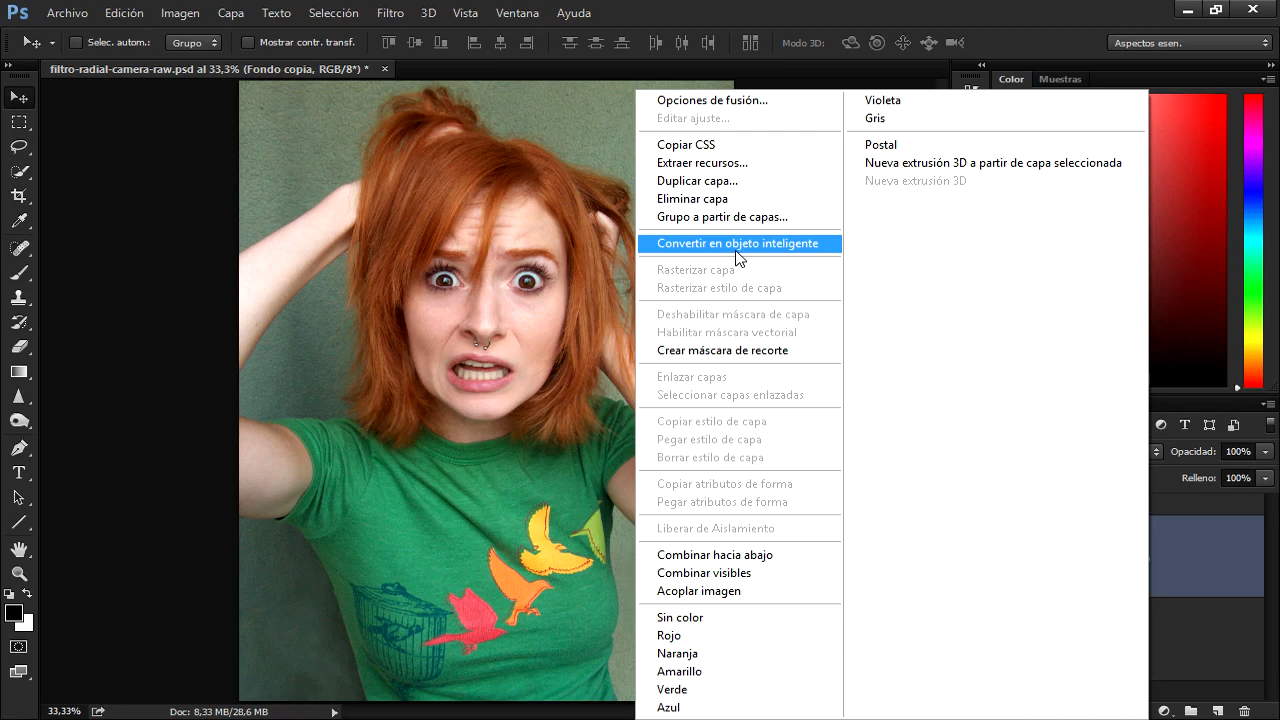 Ps Archivo Edición Imagen Capa Texto Selección Filtro 3D Vista Ventana Ayuda
Selec. autom.: Grupo Mostrar contr. transf. Modo 3D: Aspectos esen.
filtro-radial-camera-raw.psd al 33,3% (Fondo copia, RGB/8*) * ×
Color Muestras
Opciones de fusión...
Editar ajuste...
Copiar CSS
Extraer recursos...
Duplicar capa...
Eliminar capa
Grupo a partir de capas...
Convertir en objeto inteligente
Rasterizar capa
Rasterizar estilo de capa
Deshabilitar máscara de capa
Habilitar máscara vectorial
Crear máscara de recorte
Enlazar capas
Seleccionar capas enlazadas
Copiar estilo de capa
Pegar estilo de capa
Borrar estilo de capa
Copiar atributos de forma
Pegar atributos de forma
Liberar de Aislamiento
Combinar hacia abajo
Combinar visibles
Acoplar imagen
Sin color
Rojo
Naranja
Amarillo
Verde
Azul
Violeta
Gris
Postal
Nueva extrusión 3D a partir de capa seleccionada
Nueva extrusión 3D
Opacidad: 100%
Relleno: 100%
33,33% Doc: 8,33 MB/28,6 MB